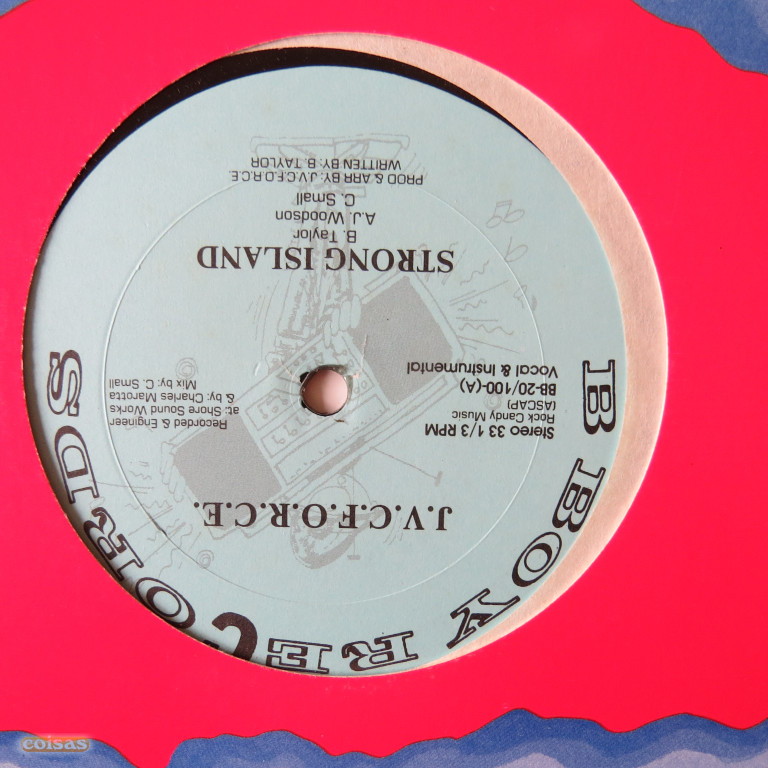 B BOY RECORDS
J.V.C.F.O.R.C.E.
Stereo 33 1/3 RPM
Rock Candy Music
(ASCAP)
BB-20/100-(A)
Vocal & Instrumental
Recorded & Engineer
at: Shore Sound Works
& by: Charles Marotta
Mix by: C. Small
STRONG ISLAND
B. Taylor
A.J. Woodson
C. Small
PROD & ARR BY: J.V.C.F.O.R.C.E.
WRITTEN BY: B. TAYLOR
coisas